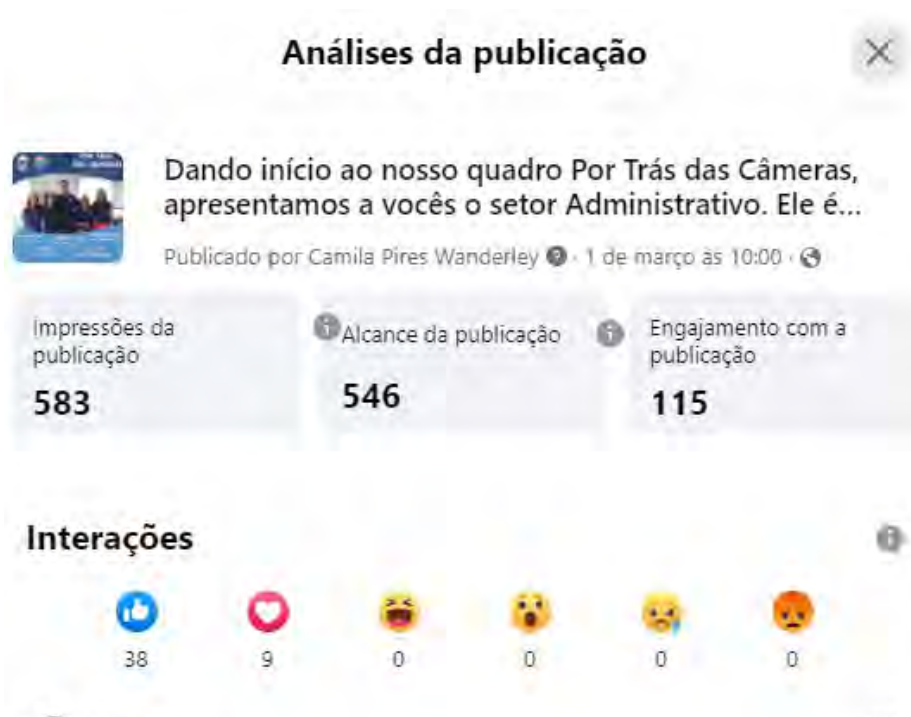 Análises da publicação
Dando início ao nosso quadro Por Trás das Câmeras,
apresentamos a vocês o setor Administrativo. Ele é...
Publicado por Camila Pires Wanderley · 1 de março às 10:00 ·
Impressões da
publicação
583
Alcance da publicação
546
Engajamento com a
publicação
115
Interações
38 9 0 0 0 0